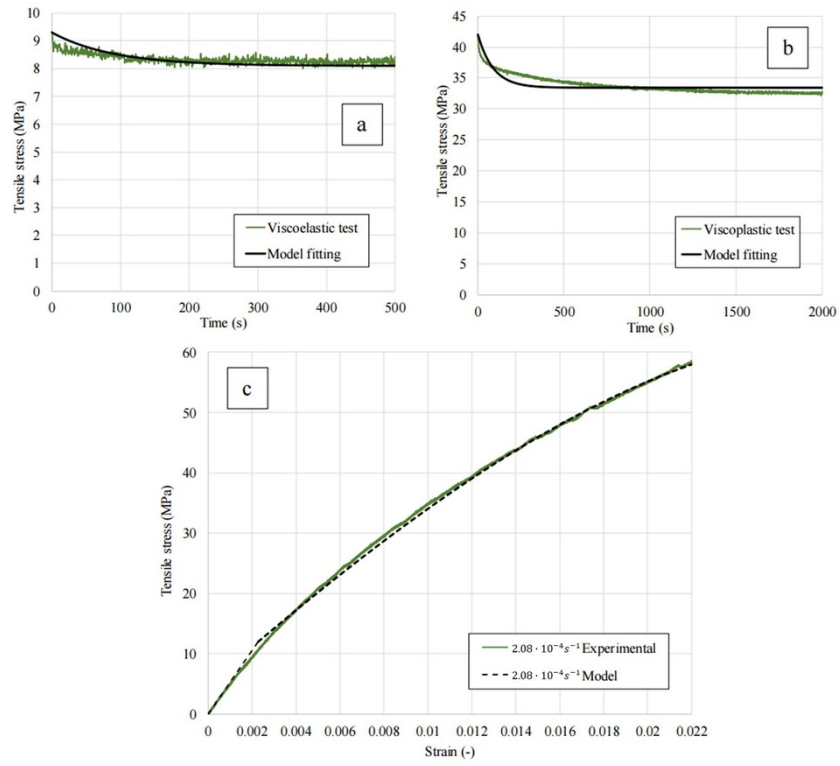 10
9
8
7
6
5
4
3
2
1
0
Tensile stress (MPa)
a
Viscoelastic test
Model fitting
0 100 200 300 400 500
Time (s)
45
40
35
30
25
20
15
10
5
0
Tensile stress (MPa)
b
Viscoplastic test
Model fitting
0 500 1000 1500 2000
Time (s)
60
50
40
30
20
10
0
Tensile stress (MPa)
c
2.08 · 10⁻⁴s⁻¹ Experimental
2.08 · 10⁻⁴s⁻¹ Model
0 0.002 0.004 0.006 0.008 0.01 0.012 0.014 0.016 0.018 0.02 0.022
Strain (-)